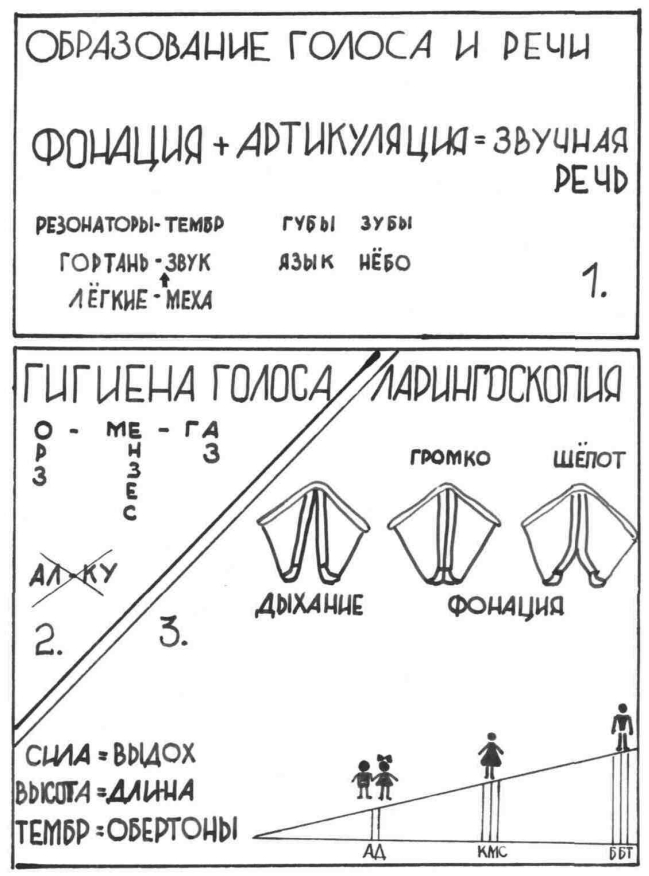 ОБРАЗОВАНИЕ ГОЛОСА И РЕЧИ
ФОНАЦИЯ + АРТИКУЛЯЦИЯ = ЗВУЧНАЯ
РЕЧЬ
РЕЗОНАТОРЫ - ТЕМБР ГУБЫ ЗУБЫ
ГОРТАНЬ - ЗВУК ЯЗЫК НЁБО
ЛЁГКИЕ - МЕХА
1.
ГИГИЕНА ГОЛОСА
О - МЕ - ГА
Р Н З
З З
Е
С
АЛ - КУ
2.
3.
ЛАРИНГОСКОПИЯ
ГРОМКО ШЁПОТ
ДЫХАНИЕ ФОНАЦИЯ
СИЛА = ВЫДОХ
ВЫСОТА = ДЛИНА
ТЕМБР = ОБЕРТОНЫ
АД КМС ББТ